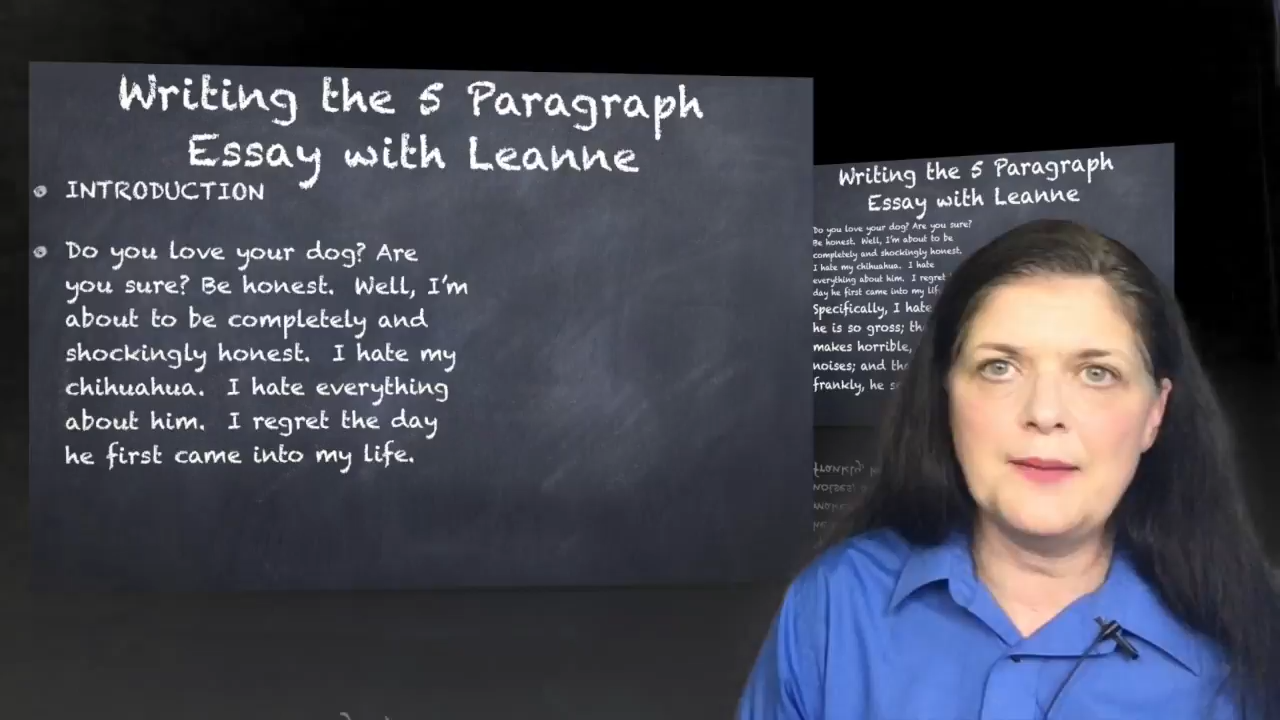 Writing the 5 Paragraph
Essay with Leanne
INTRODUCTION
Do you love your dog? Are
you sure? Be honest. Well, I'm
about to be completely and
shockingly honest. I hate my
chihuahua. I hate everything
about him. I regret the day
he first came into my life.
Writing the 5 Paragraph
Essay with Leanne
Do you love your dog? Are you sure?
Be honest. Well, I'm about to be
completely and shockingly honest.
I hate my chihuahua. I hate
everything about him. I regret
day he first came into my life
Specifically, I hate
he is so gross;
makes horrible,
noises; and
frankly, he